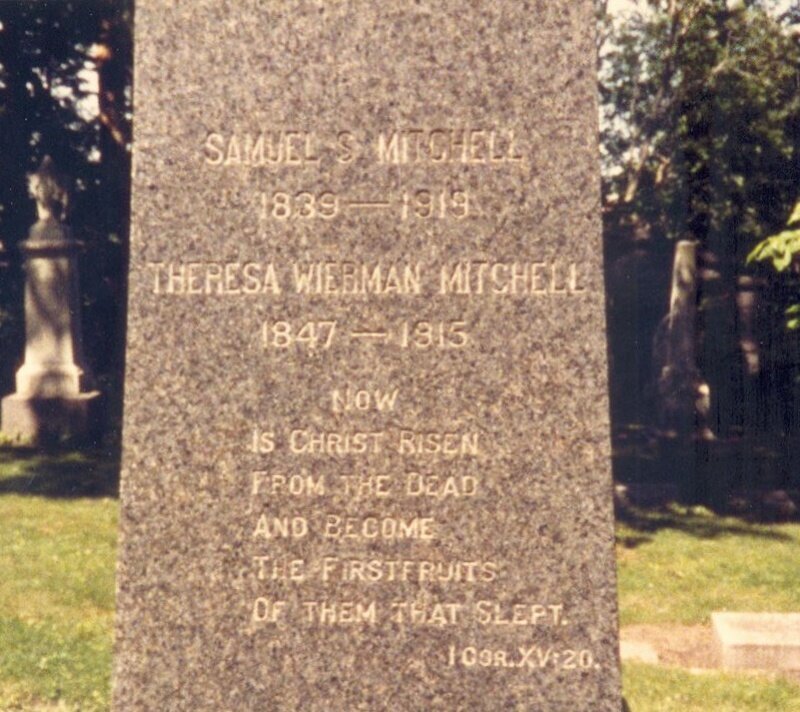 SAMUEL S MITCHELL
1839 — 1919
THERESA WIERMAN MITCHELL
1847 — 1915
NOW
IS CHRIST RISEN
FROM THE DEAD
AND BECOME
THE FIRSTFRUITS
OF THEM THAT SLEPT.
I COR. XV:20.